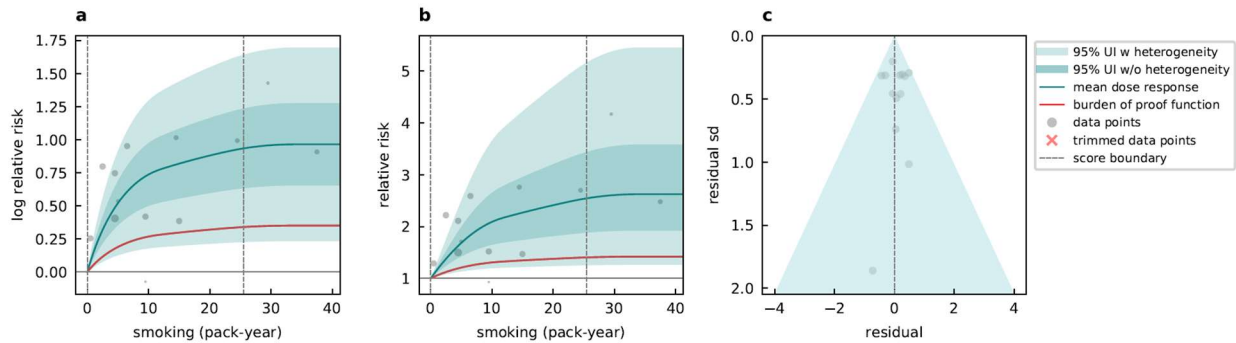 a
1.75
1.50
1.25
1.00
0.75
0.50
0.25
0.00
log relative risk
0
10
20
30
40
smoking (pack-year)
b
5
4
3
2
1
relative risk
0
10
20
30
40
smoking (pack-year)
c
0.0
0.5
1.0
1.5
2.0
residual sd
−4
−2
0
2
4
residual
95% UI w heterogeneity
95% UI w/o heterogeneity
mean dose response
burden of proof function
data points
trimmed data points
score boundary